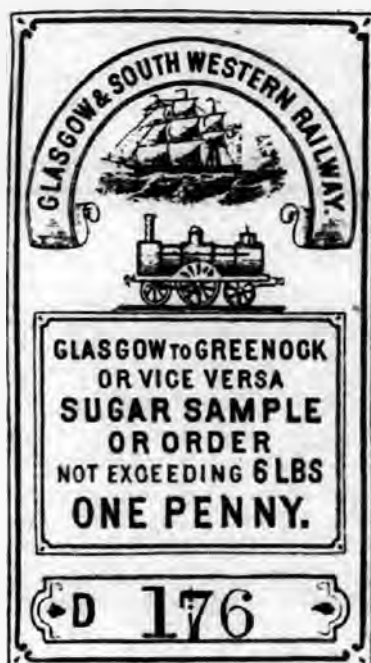 GLASGOW & SOUTH WESTERN RAILWAY.
GLASGOW TO GREENOCK
OR VICE VERSA
SUGAR SAMPLE
OR ORDER
NOT EXCEEDING 6 LBS
ONE PENNY.
D 176